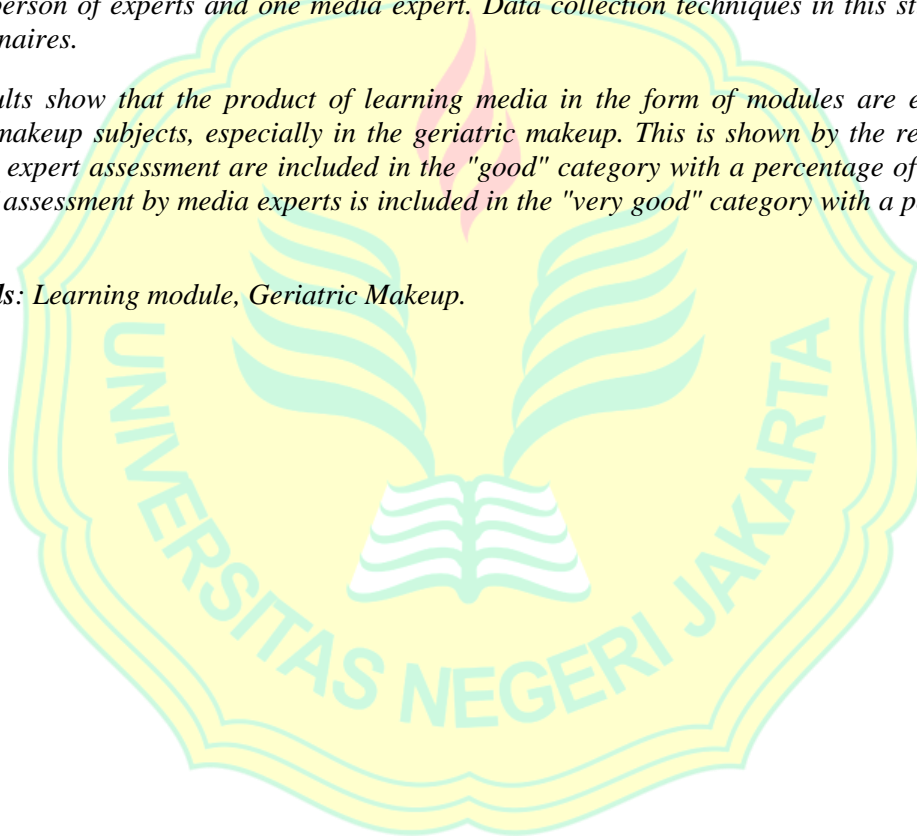 person of experts and one media expert. Data collection techniques in this st
naires.
ults show that the product of learning media in the form of modules are e
makeup subjects, especially in the geriatric makeup. This is shown by the re
expert assessment are included in the "good" category with a percentage of
assessment by media experts is included in the "very good" category with a p
ds: Learning module, Geriatric Makeup.
UNIVERSITAS NEGERI JAKARTA